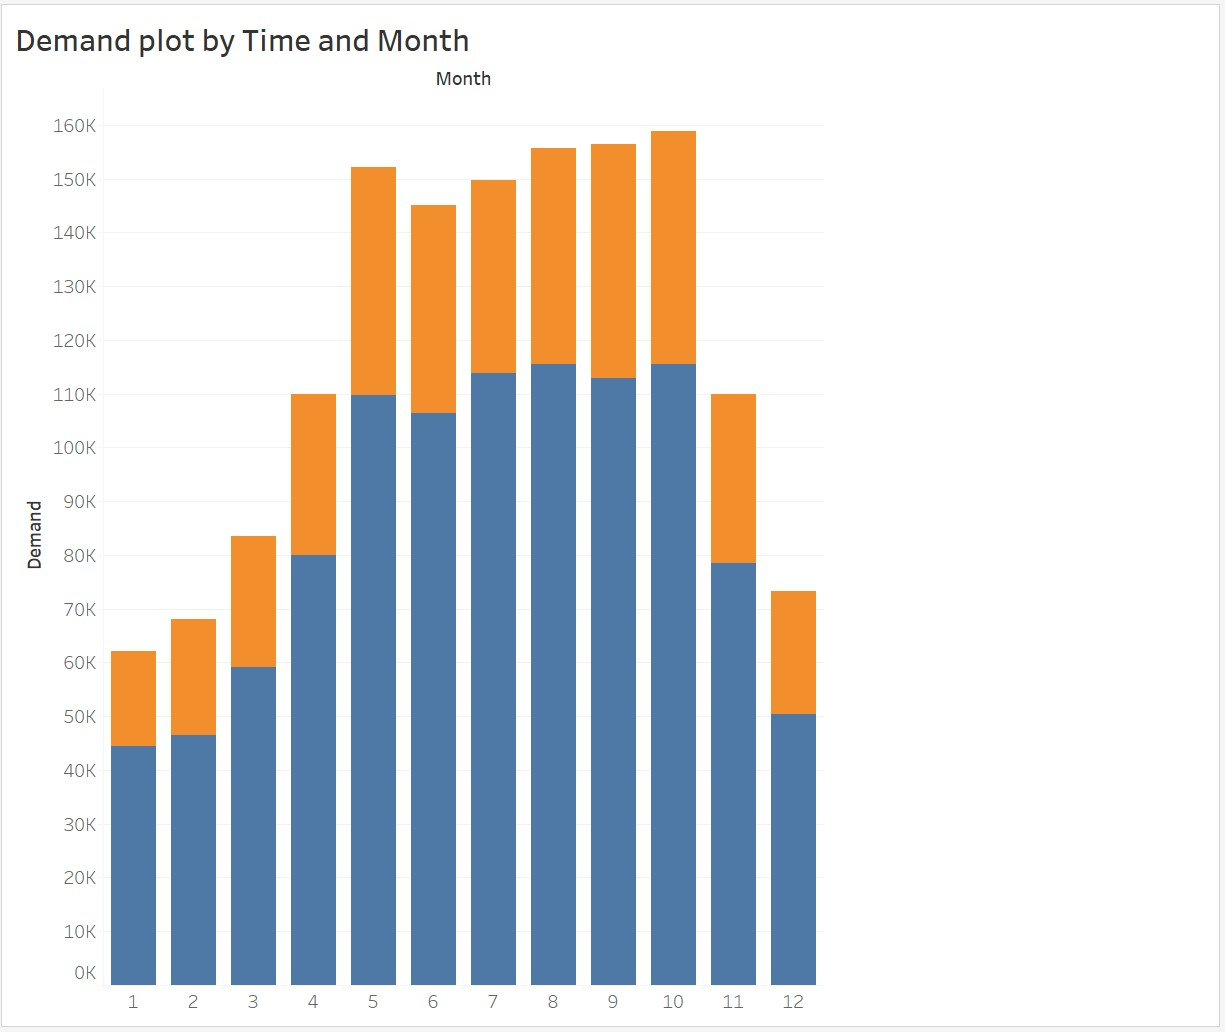 Demand plot by Time and Month
Month
160K
150K
140K
130K
120K
110K
100K
90K
80K
70K
60K
50K
40K
30K
20K
10K
0K
Demand
1 2 3 4 5 6 7 8 9 10 11 12